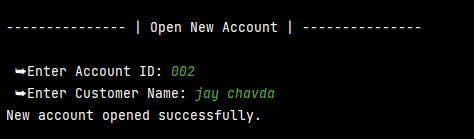 --------------- | Open New Account | ---------------
➥Enter Account ID: 002
➥Enter Customer Name: jay chavda
New account opened successfully.